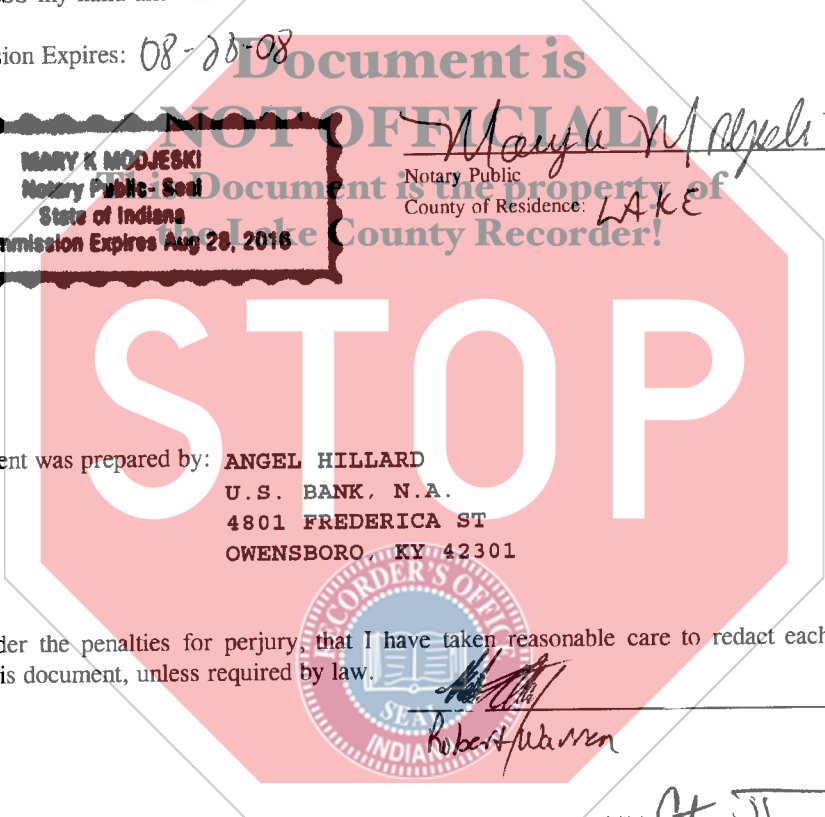 ss my hand and
sion Expires: 08-28-08
Document is
NOT OFFICIAL!
This Document is the property of
the Lake County Recorder!
MARY K MODJESKI
Notary Public- Seal
State of Indiana
mmission Expires Aug 28, 2016
Notary Public
County of Residence: LAKE
STOP
ent was prepared by: ANGEL HILLARD
U.S. BANK, N.A.
4801 FREDERICA ST
OWENSBORO, KY 42301
der the penalties for perjury, that I have taken reasonable care to redact each
is document, unless required by law.
RECORDER'S OFFICE
SEAL
INDIANA
Robert Warren